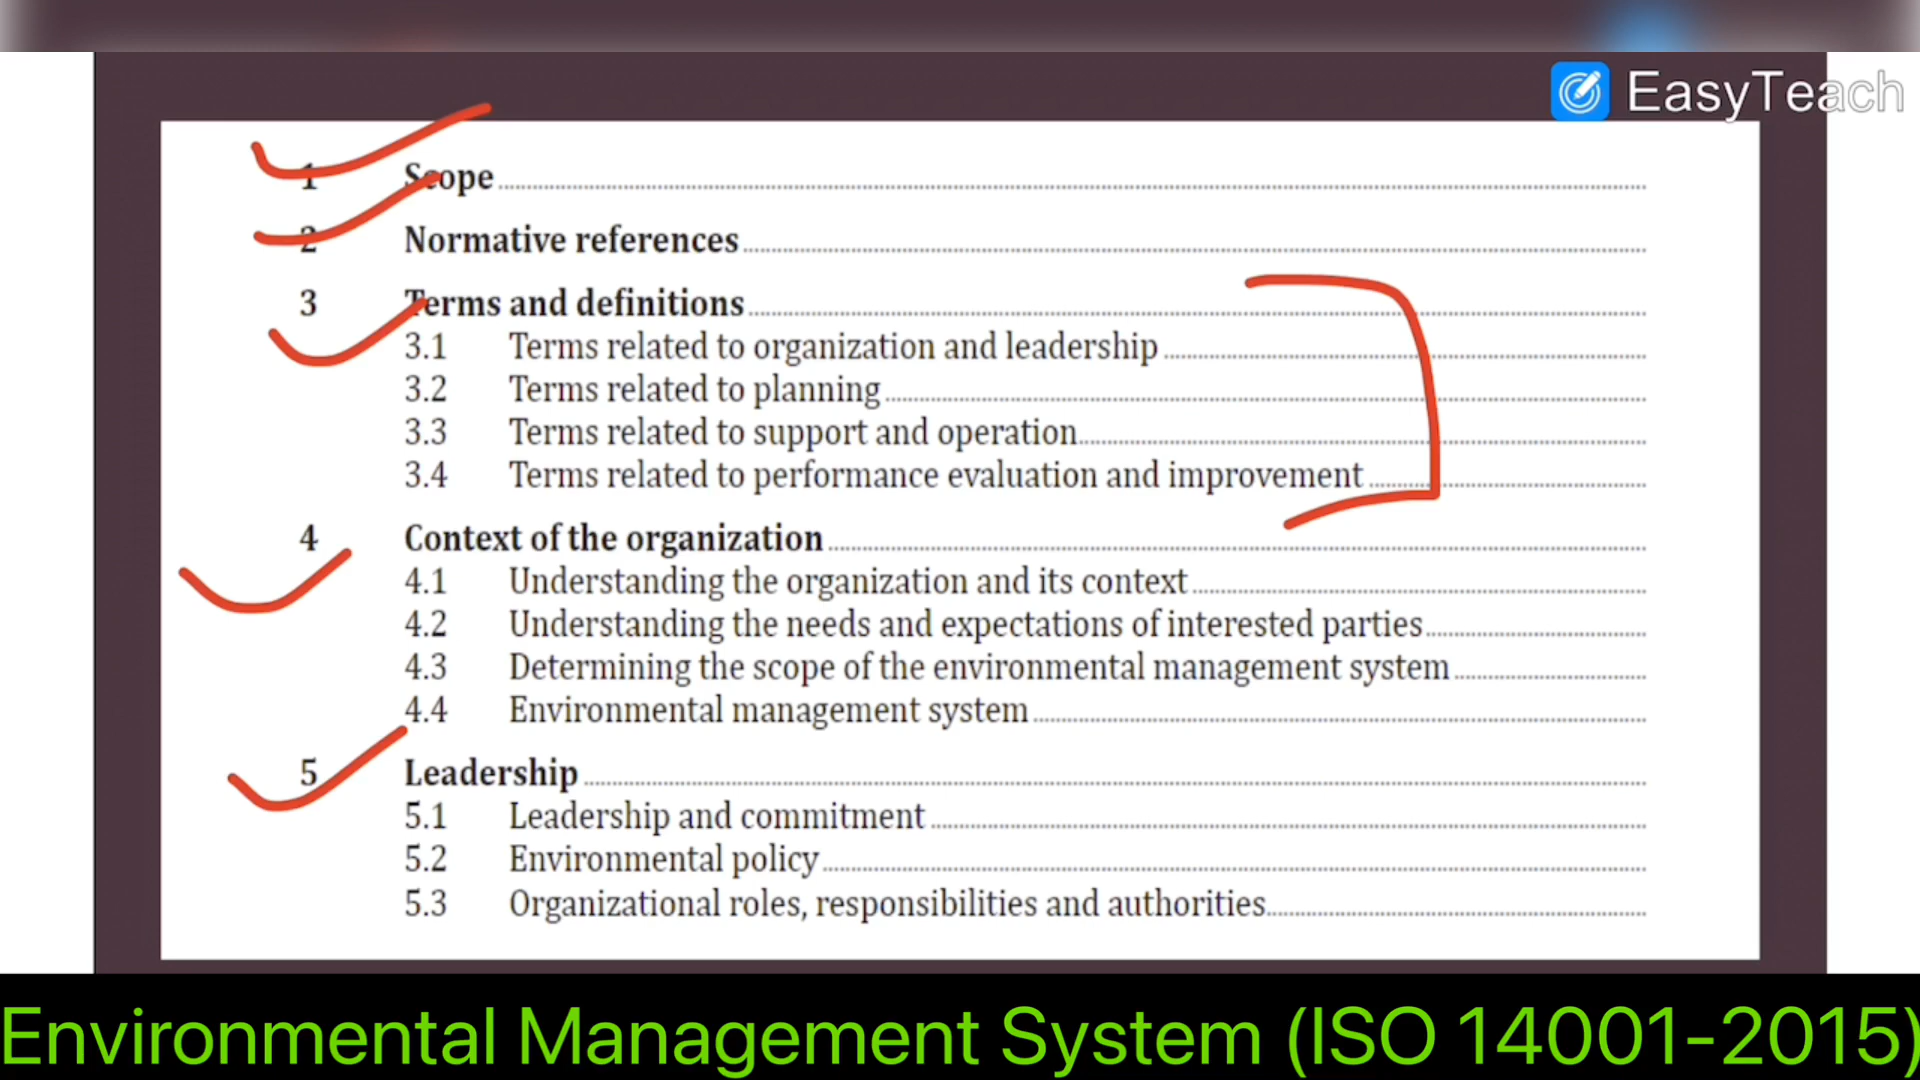 EasyTeach
1 Scope
2 Normative references
3 Terms and definitions
3.1 Terms related to organization and leadership
3.2 Terms related to planning
3.3 Terms related to support and operation
3.4 Terms related to performance evaluation and improvement
4 Context of the organization
4.1 Understanding the organization and its context
4.2 Understanding the needs and expectations of interested parties
4.3 Determining the scope of the environmental management system
4.4 Environmental management system
5 Leadership
5.1 Leadership and commitment
5.2 Environmental policy
5.3 Organizational roles, responsibilities and authorities
Environmental Management System (ISO 14001-2015)